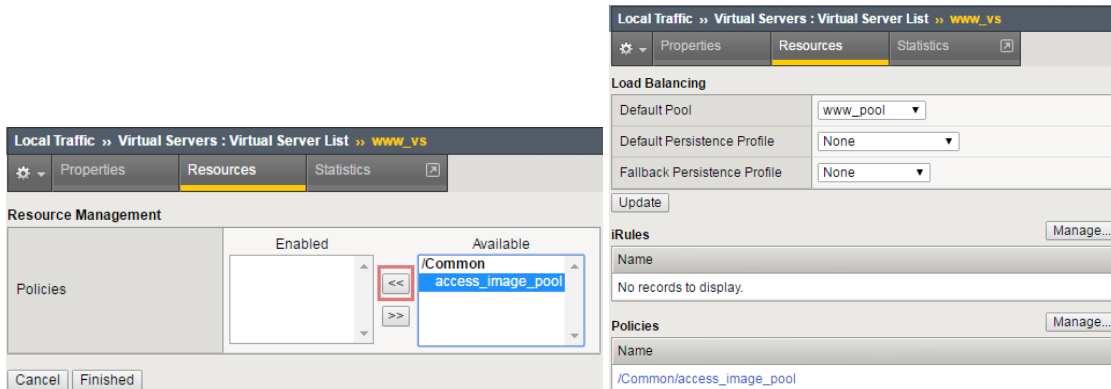 Local Traffic ›› Virtual Servers : Virtual Server List ›› www_vs
Properties Resources Statistics
Resource Management
Enabled Available
Policies
/Common
access_image_pool
<<
>>
Cancel Finished
Local Traffic ›› Virtual Servers : Virtual Server List ›› www_vs
Properties Resources Statistics
Load Balancing
Default Pool www_pool
Default Persistence Profile None
Fallback Persistence Profile None
Update
iRules Manage...
Name
No records to display.
Policies Manage...
Name
/Common/access_image_pool